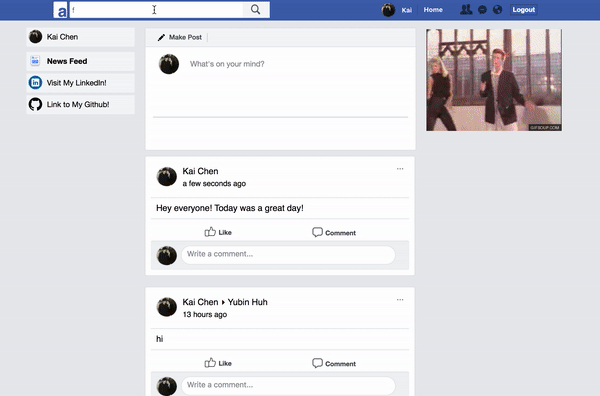 a
f
Kai
Home
Logout
Kai Chen
News Feed
Visit My LinkedIn!
Link to My Github!
Make Post
What's on your mind?
GIFSOUP.COM
Kai Chen
a few seconds ago
Hey everyone! Today was a great day!
Like
Comment
Write a comment...
Kai Chen Yubin Huh
13 hours ago
hi
Like
Comment
Write a comment...